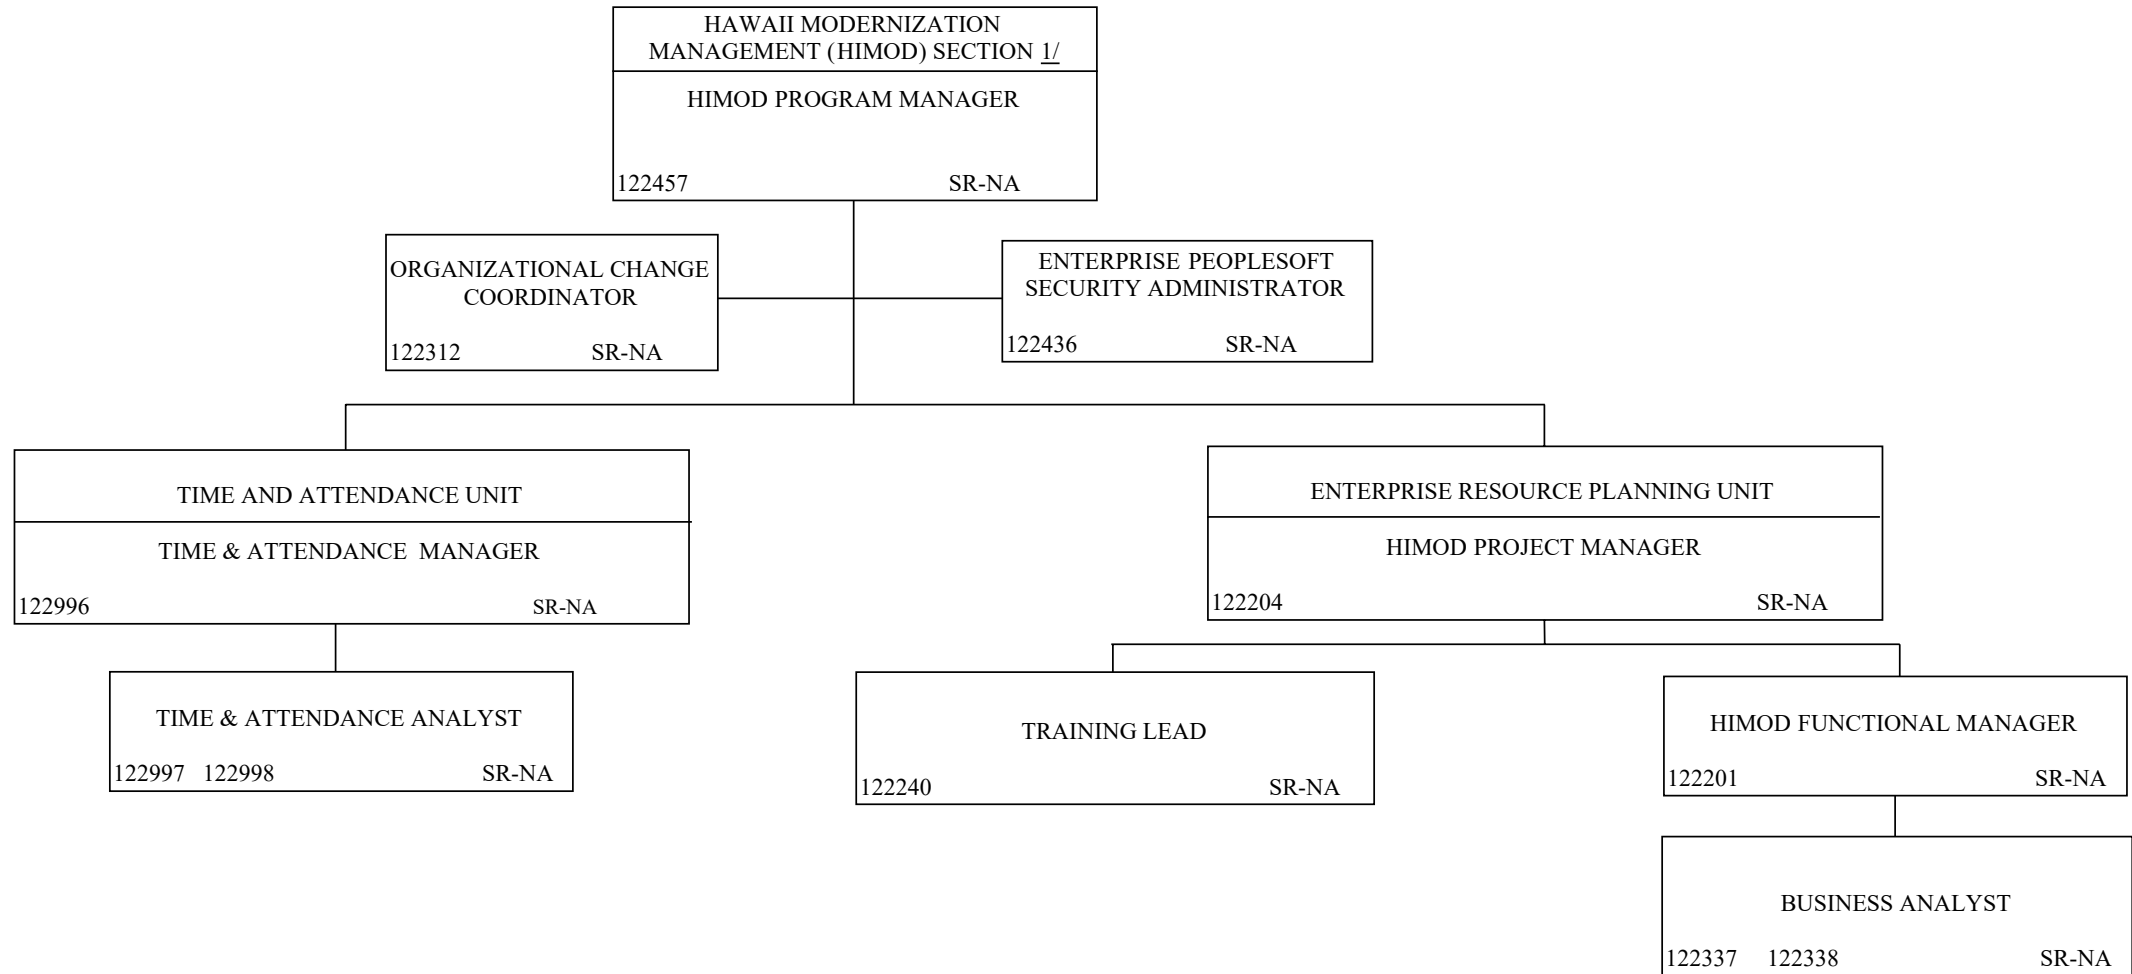 HAWAII MODERNIZATION
MANAGEMENT (HIMOD) SECTION 1/
HIMOD PROGRAM MANAGER
122457 SR-NA
ORGANIZATIONAL CHANGE
COORDINATOR
122312 SR-NA
ENTERPRISE PEOPLESOFT
SECURITY ADMINISTRATOR
122436 SR-NA
TIME AND ATTENDANCE UNIT
TIME & ATTENDANCE MANAGER
122996 SR-NA
ENTERPRISE RESOURCE PLANNING UNIT
HIMOD PROJECT MANAGER
122204 SR-NA
TIME & ATTENDANCE ANALYST
122997 122998 SR-NA
TRAINING LEAD
122240 SR-NA
HIMOD FUNCTIONAL MANAGER
122201 SR-NA
BUSINESS ANALYST
122337 122338 SR-NA